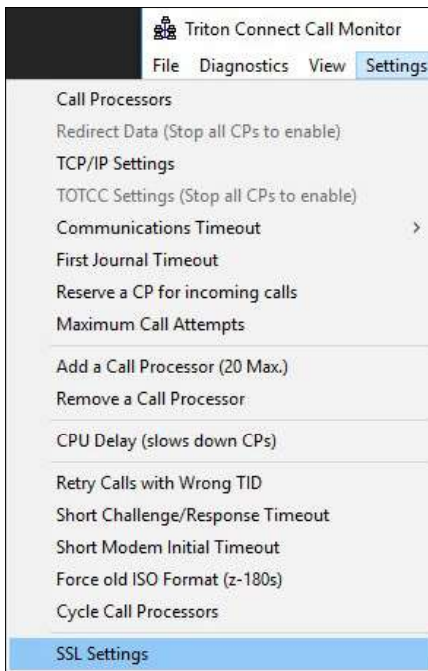 Triton Connect Call Monitor
File Diagnostics View Settings
Call Processors
Redirect Data (Stop all CPs to enable)
TCP/IP Settings
TOTCC Settings (Stop all CPs to enable)
Communications Timeout >
First Journal Timeout
Reserve a CP for incoming calls
Maximum Call Attempts
Add a Call Processor (20 Max.)
Remove a Call Processor
CPU Delay (slows down CPs)
Retry Calls with Wrong TID
Short Challenge/Response Timeout
Short Modem Initial Timeout
Force old ISO Format (z-180s)
Cycle Call Processors
SSL Settings